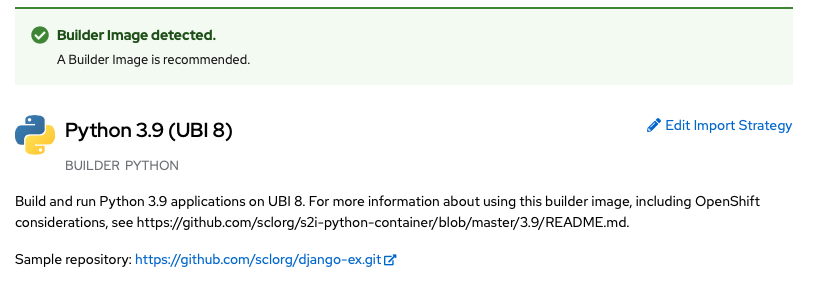 Builder Image detected.
A Builder Image is recommended.
Python 3.9 (UBI 8)
Edit Import Strategy
BUILDER PYTHON
Build and run Python 3.9 applications on UBI 8. For more information about using this builder image, including OpenShift
considerations, see https://github.com/sclorg/s2i-python-container/blob/master/3.9/README.md.
Sample repository: https://github.com/sclorg/django-ex.git